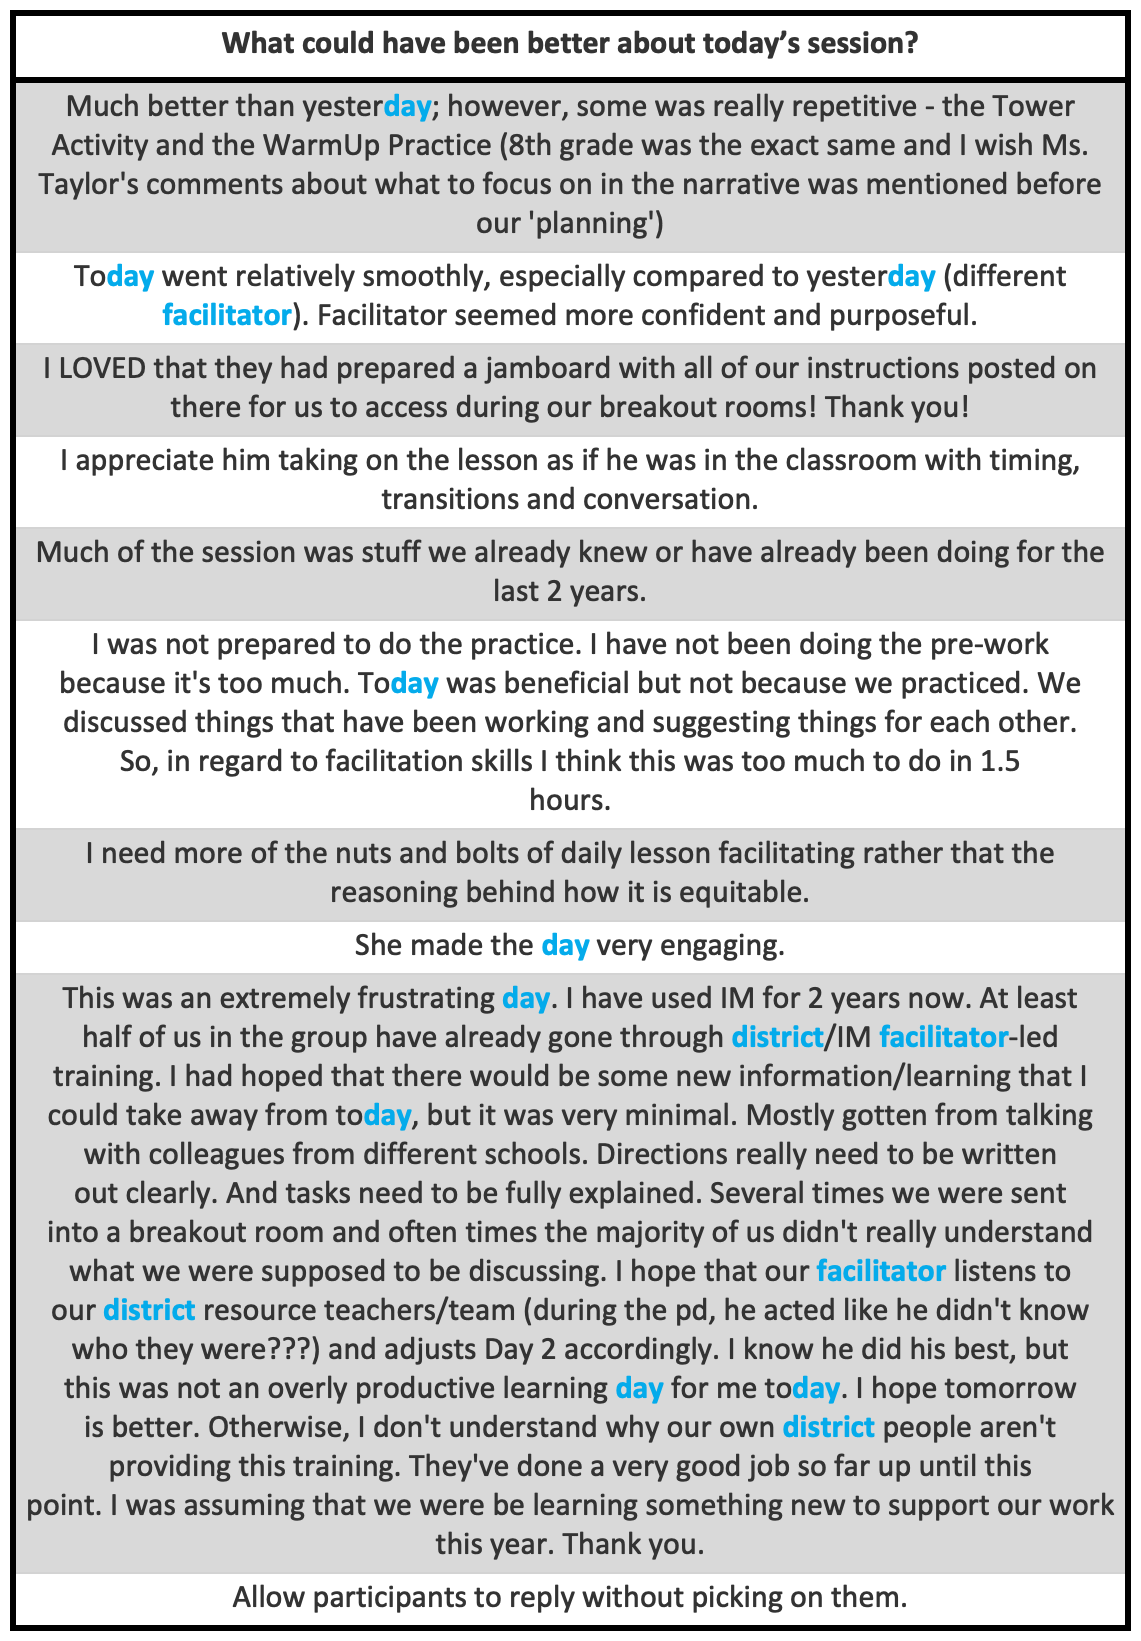 What could have been better about today’s session?
Much better than yesterday; however, some was really repetitive - the Tower
Activity and the WarmUp Practice (8th grade was the exact same and I wish Ms.
Taylor's comments about what to focus on in the narrative was mentioned before
our 'planning')
Today went relatively smoothly, especially compared to yesterday (different
facilitator). Facilitator seemed more confident and purposeful.
I LOVED that they had prepared a jamboard with all of our instructions posted on
there for us to access during our breakout rooms! Thank you!
I appreciate him taking on the lesson as if he was in the classroom with timing,
transitions and conversation.
Much of the session was stuff we already knew or have already been doing for the
last 2 years.
I was not prepared to do the practice. I have not been doing the pre-work
because it's too much. Today was beneficial but not because we practiced. We
discussed things that have been working and suggesting things for each other.
So, in regard to facilitation skills I think this was too much to do in 1.5
hours.
I need more of the nuts and bolts of daily lesson facilitating rather that the
reasoning behind how it is equitable.
She made the day very engaging.
This was an extremely frustrating day. I have used IM for 2 years now. At least
half of us in the group have already gone through district/IM facilitator-led
training. I had hoped that there would be some new information/learning that I
could take away from today, but it was very minimal. Mostly gotten from talking
with colleagues from different schools. Directions really need to be written
out clearly. And tasks need to be fully explained. Several times we were sent
into a breakout room and often times the majority of us didn't really understand
what we were supposed to be discussing. I hope that our facilitator listens to
our district resource teachers/team (during the pd, he acted like he didn't know
who they were???) and adjusts Day 2 accordingly. I know he did his best, but
this was not an overly productive learning day for me today. I hope tomorrow
is better. Otherwise, I don't understand why our own district people aren't
providing this training. They've done a very good job so far up until this
point. I was assuming that we were be learning something new to support our work
this year. Thank you.
Allow participants to reply without picking on them.